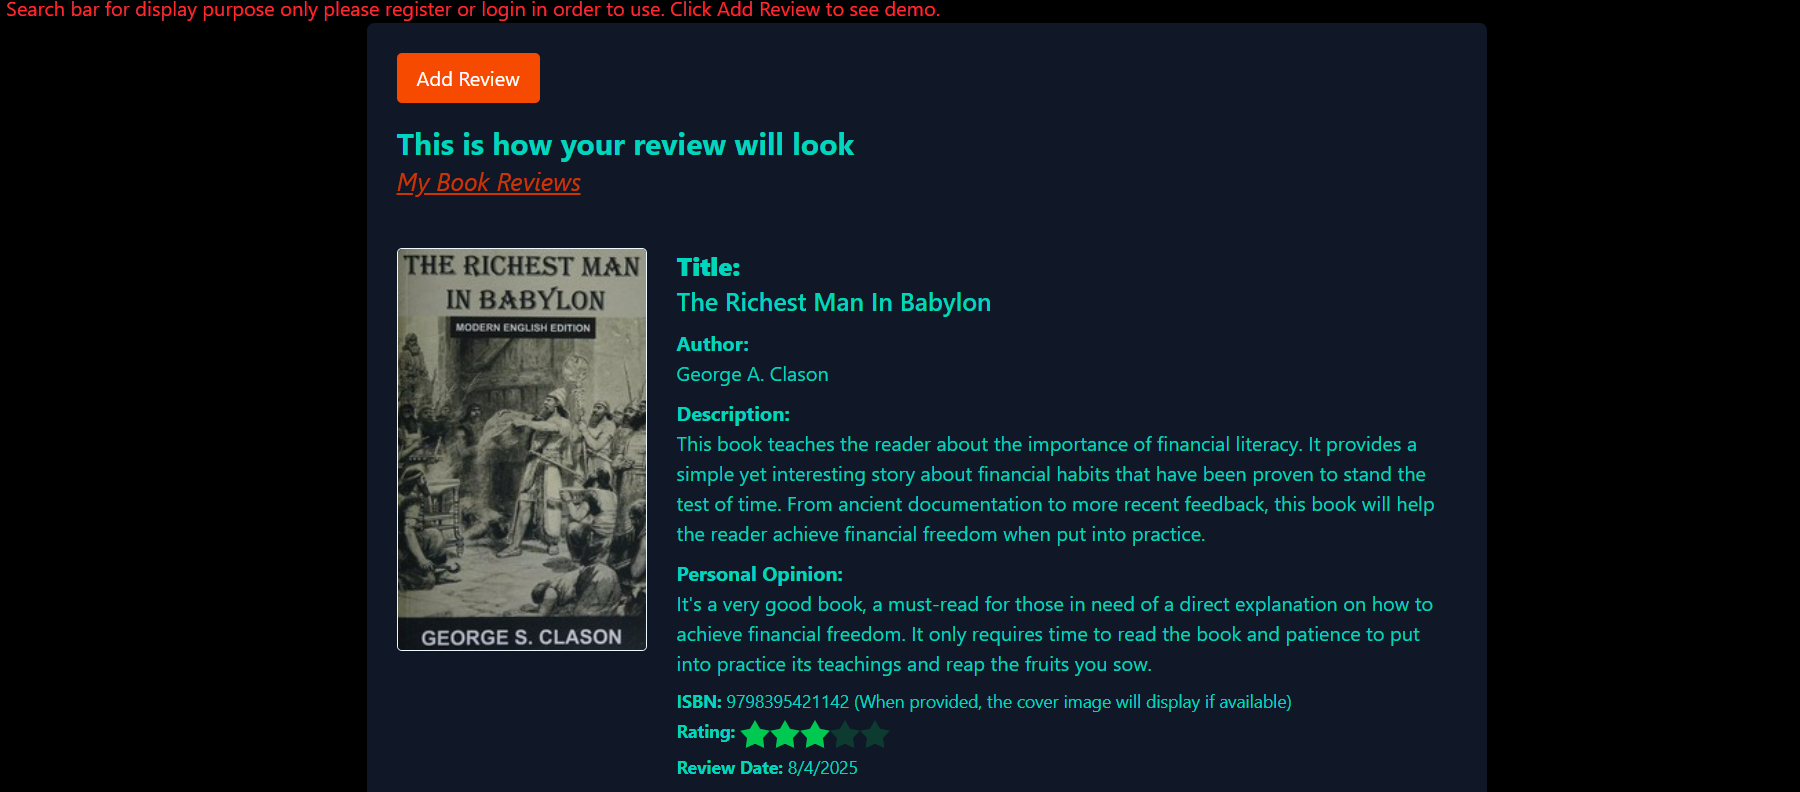 Search bar for display purpose only please register or login in order to use. Click Add Review to see demo.
Add Review
This is how your review will look
My Book Reviews
THE RICHEST MAN
IN BABYLON
MODERN ENGLISH EDITION
GEORGE S. CLASON
Title:
The Richest Man In Babylon
Author:
George A. Clason
Description:
This book teaches the reader about the importance of financial literacy. It provides a
simple yet interesting story about financial habits that have been proven to stand the
test of time. From ancient documentation to more recent feedback, this book will help
the reader achieve financial freedom when put into practice.
Personal Opinion:
It's a very good book, a must-read for those in need of a direct explanation on how to
achieve financial freedom. It only requires time to read the book and patience to put
into practice its teachings and reap the fruits you sow.
ISBN: 9798395421142 (When provided, the cover image will display if available)
Rating:
Review Date: 8/4/2025